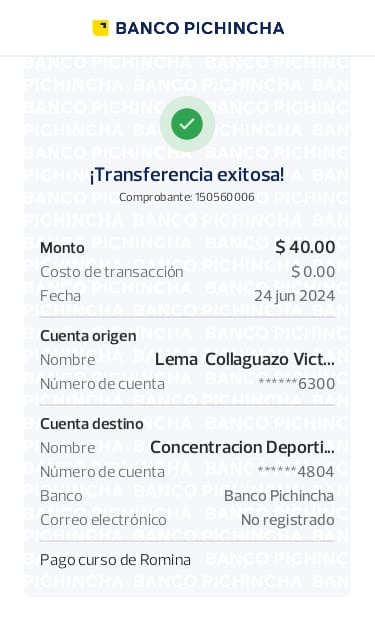 BANCO PICHINCHA
¡Transferencia exitosa!
Comprobante: 150560006
Monto $ 40.00
Costo de transacción $ 0.00
Fecha 24 jun 2024
Cuenta origen
Nombre Lema Collaguazo Vict...
Número de cuenta ******6300
Cuenta destino
Nombre Concentracion Deporti...
Número de cuenta ******4804
Banco Banco Pichincha
Correo electrónico No registrado
Pago curso de Romina